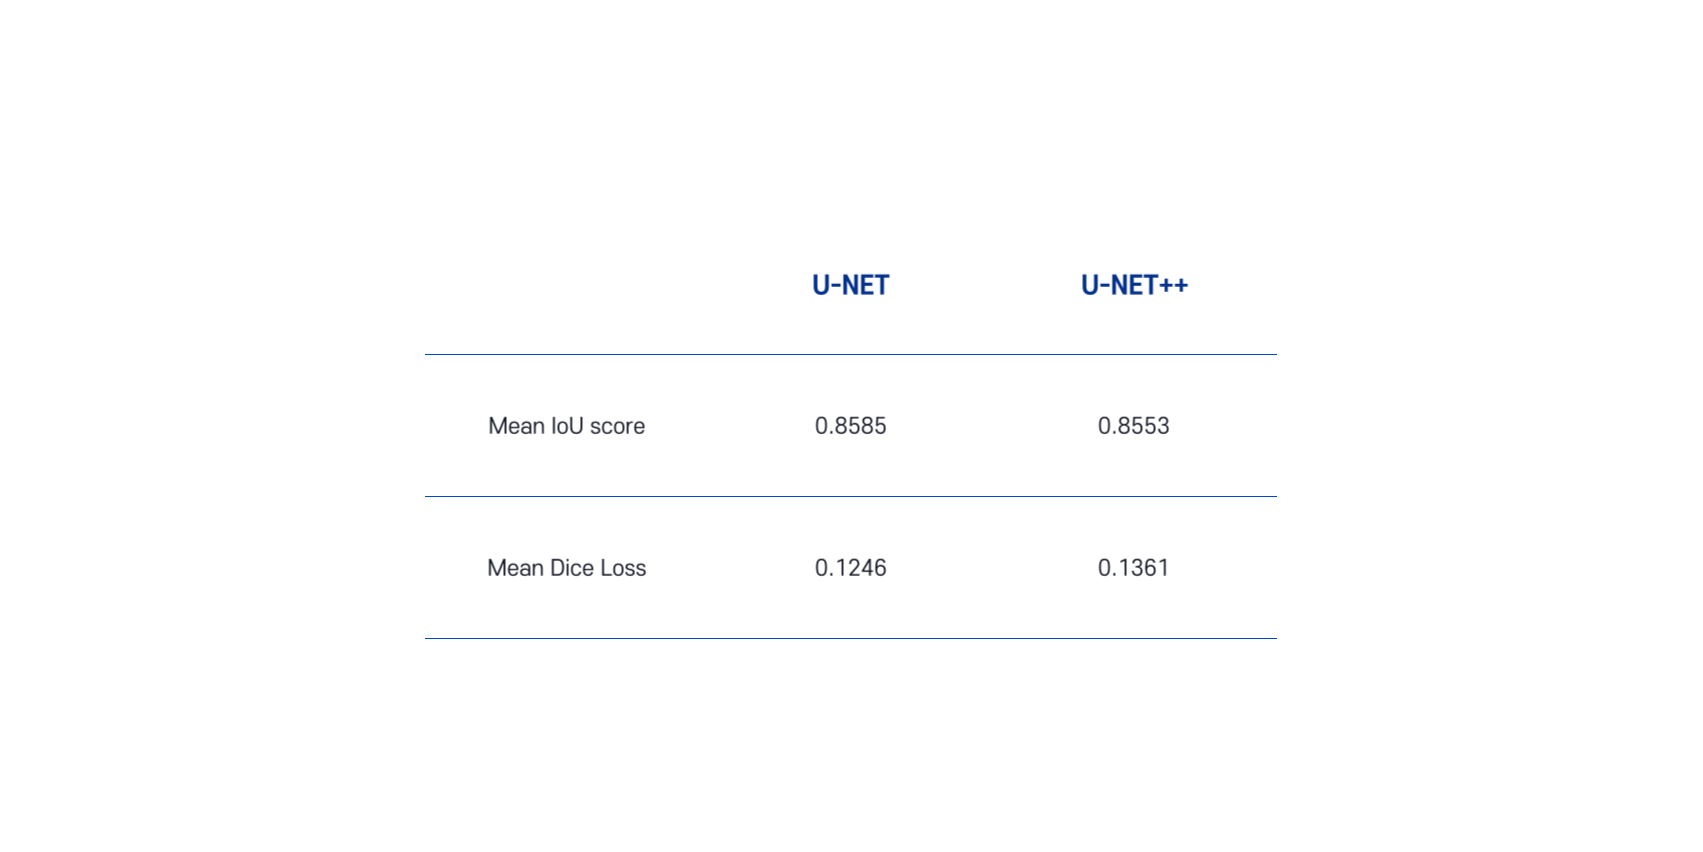 U-NET U-NET++
Mean IoU score 0.8585 0.8553
Mean Dice Loss 0.1246 0.1361